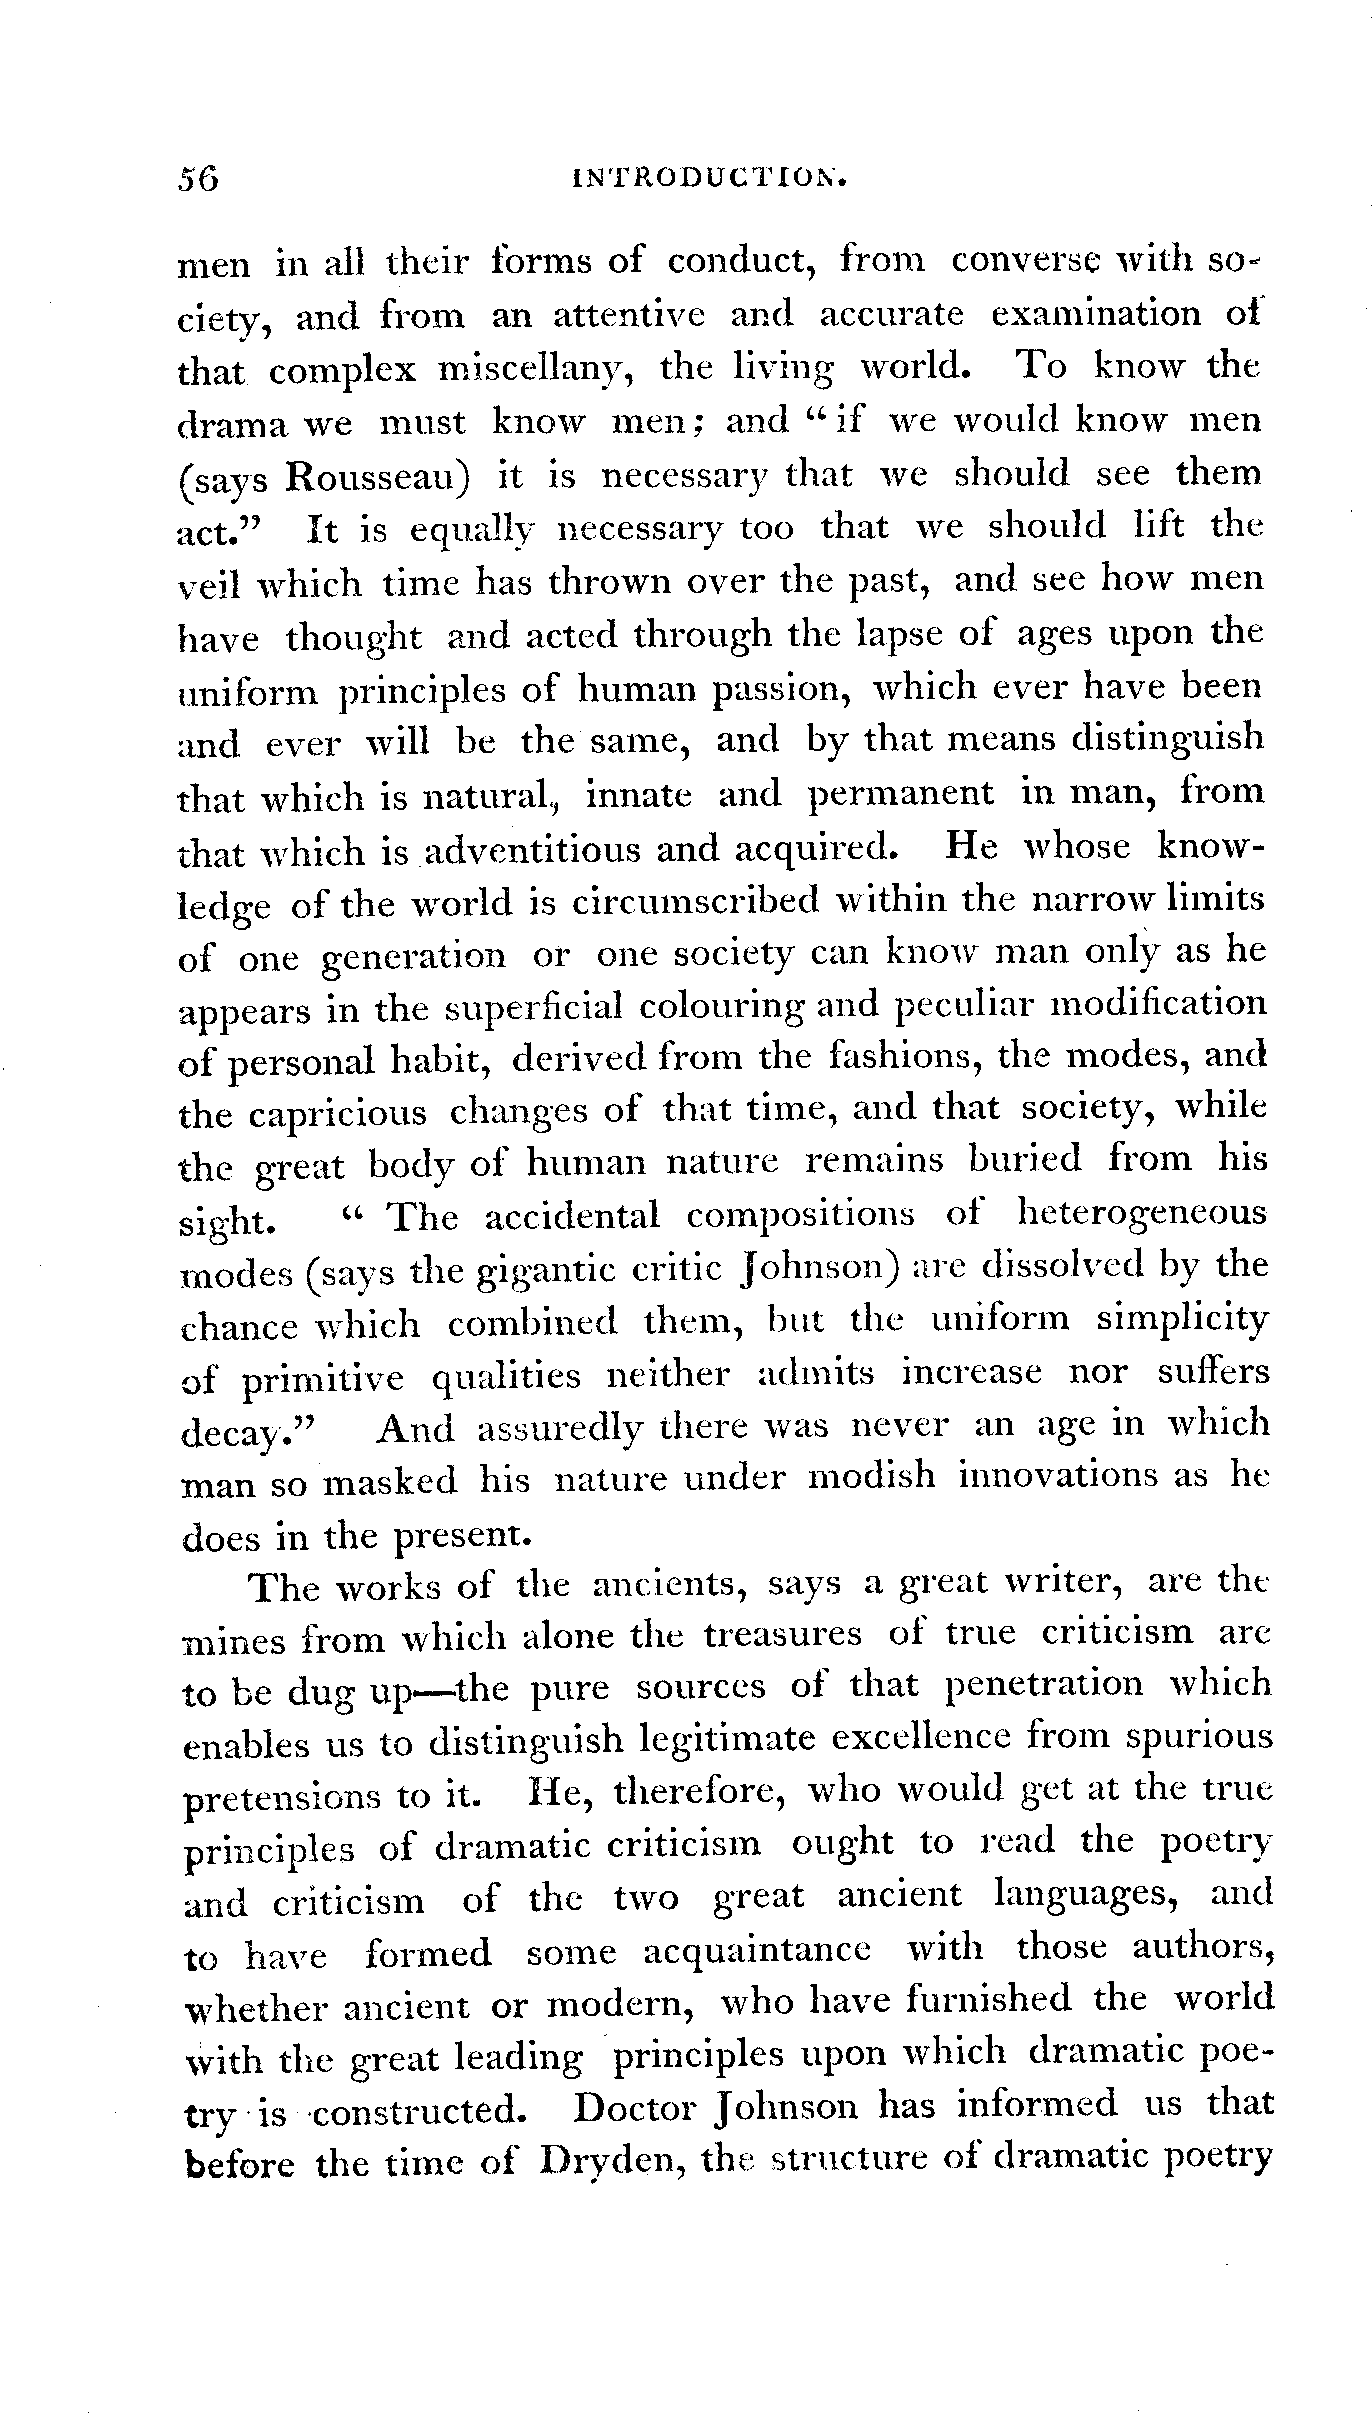 56 INTRODUCTION.
men in all their forms of conduct, from converse with so-
ciety, and from an attentive and accurate examination of
that complex miscellany, the living world. To know the
drama we must know men; and “ if we would know men
(says Rousseau) it is necessary that we should see them
act.” It is equally necessary too that we should lift the
veil which time has thrown over the past, and see how men
have thought and acted through the lapse of ages upon the
uniform principles of human passion, which ever have been
and ever will be the same, and by that means distinguish
that which is natural, innate and permanent in man, from
that which is adventitious and acquired. He whose know-
ledge of the world is circumscribed within the narrow limits
of one generation or one society can know man only as he
appears in the superficial colouring and peculiar modification
of personal habit, derived from the fashions, the modes, and
the capricious changes of that time, and that society, while
the great body of human nature remains buried from his
sight. “ The accidental compositions of heterogeneous
modes (says the gigantic critic Johnson) are dissolved by the
chance which combined them, but the uniform simplicity
of primitive qualities neither admits increase nor suffers
decay.” And assuredly there was never an age in which
man so masked his nature under modish innovations as he
does in the present.
The works of the ancients, says a great writer, are the
mines from which alone the treasures of true criticism are
to be dug up—the pure sources of that penetration which
enables us to distinguish legitimate excellence from spurious
pretensions to it. He, therefore, who would get at the true
principles of dramatic criticism ought to read the poetry
and criticism of the two great ancient languages, and
to have formed some acquaintance with those authors,
whether ancient or modern, who have furnished the world
with the great leading principles upon which dramatic poe-
try is constructed. Doctor Johnson has informed us that
before the time of Dryden, the structure of dramatic poetry